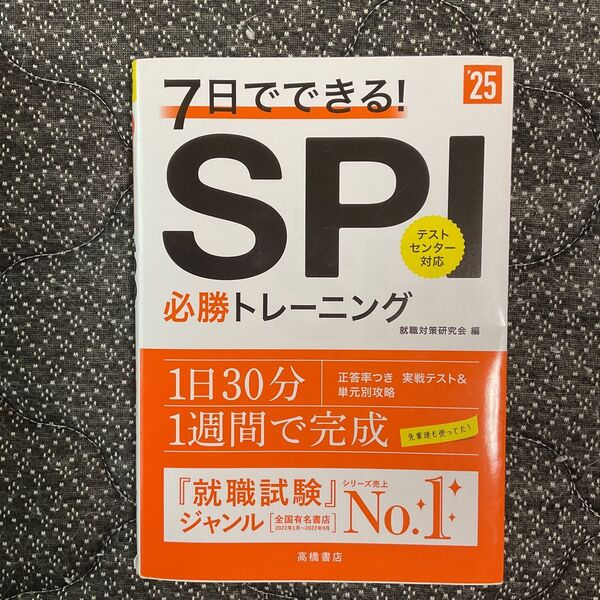 '25
7日でできる!
SPI
テスト
センター
対応
必勝トレーニング
就職対策研究会 編
1日30分
正答率つき 実戦テスト&
単元別攻略
1週間で完成
先輩達も使ってた!
『就職試験』
ジャンル
全国有名書店
2022年1月~2022年9月
シリーズ売上
No.1
高橋書店